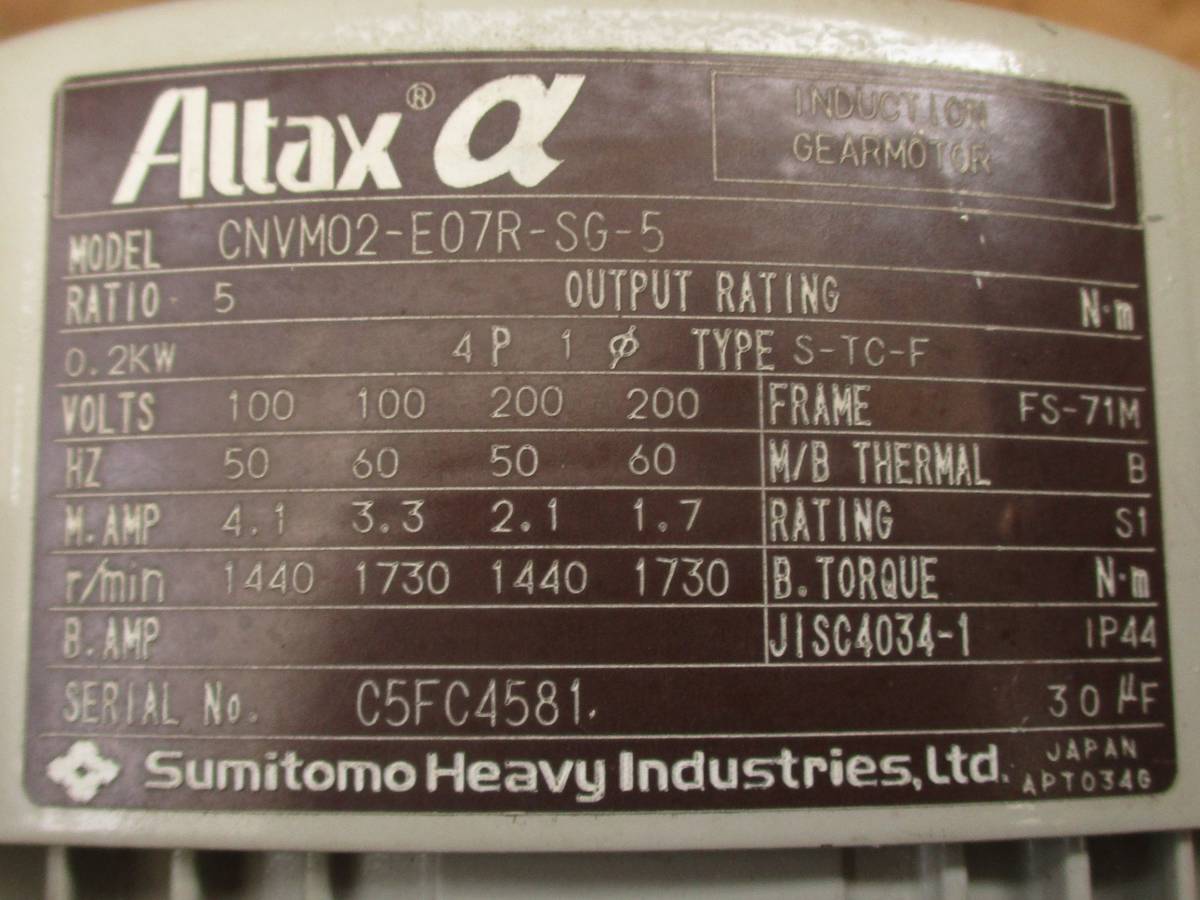 Altax® α
INDUCTION
GEARMOTOR
MODEL CNVM02-E07R-SG-5
RATIO 5 OUTPUT RATING N·m
0.2KW 4P 1φ TYPE S-TC-F
VOLTS 100 100 200 200 FRAME FS-71M
HZ 50 60 50 60 M/B THERMAL B
M.AMP 4.1 3.3 2.1 1.7 RATING S1
r/min 1440 1730 1440 1730 B.TORQUE N·m
B.AMP JISC4034-1 IP44
SERIAL No. C5FC4581. 30 μF
Sumitomo Heavy Industries, Ltd. JAPAN
APT034G